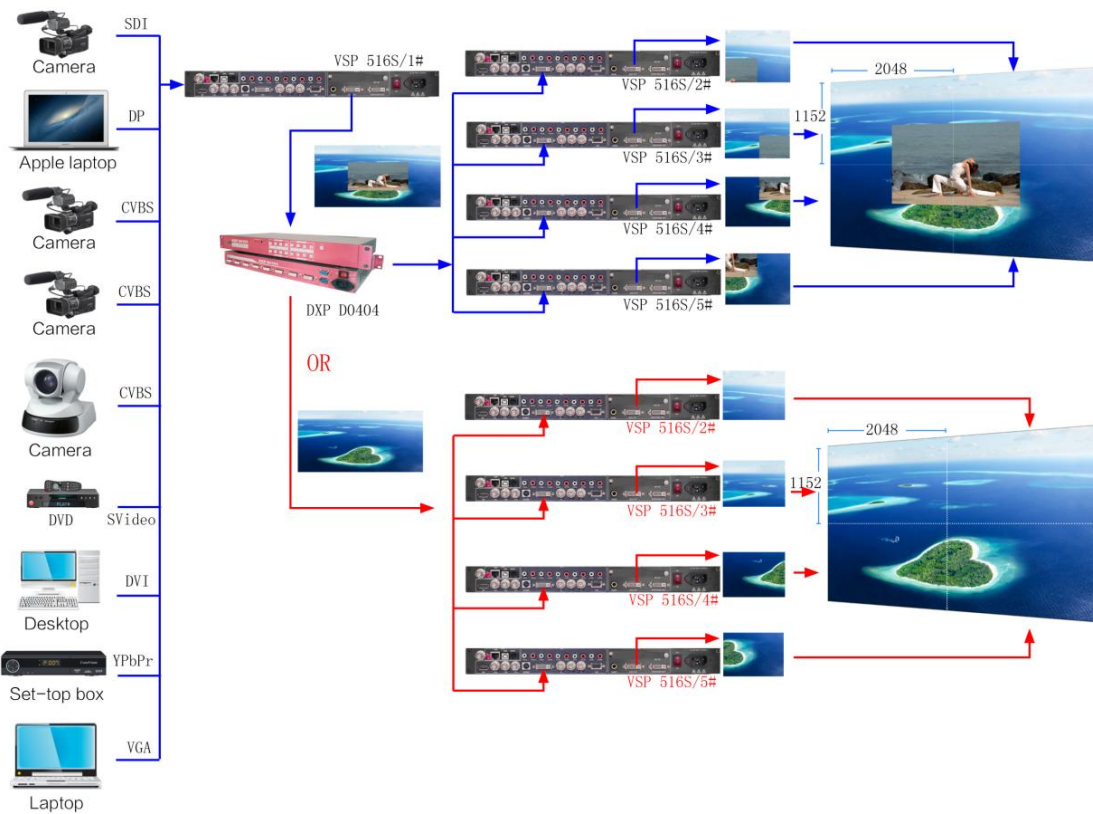 SDI
Camera
DP
Apple laptop
CVBS
Camera
CVBS
Camera
CVBS
Camera
DVD
SVideo
DVI
Desktop
YPbPr
Set-top box
VGA
Laptop
VSP 516S/1#
DXP D0404
OR
VSP 516S/2#
VSP 516S/3#
VSP 516S/4#
VSP 516S/5#
2048
1152
VSP 516S/2#
VSP 516S/3#
VSP 516S/4#
VSP 516S/5#
2048
1152